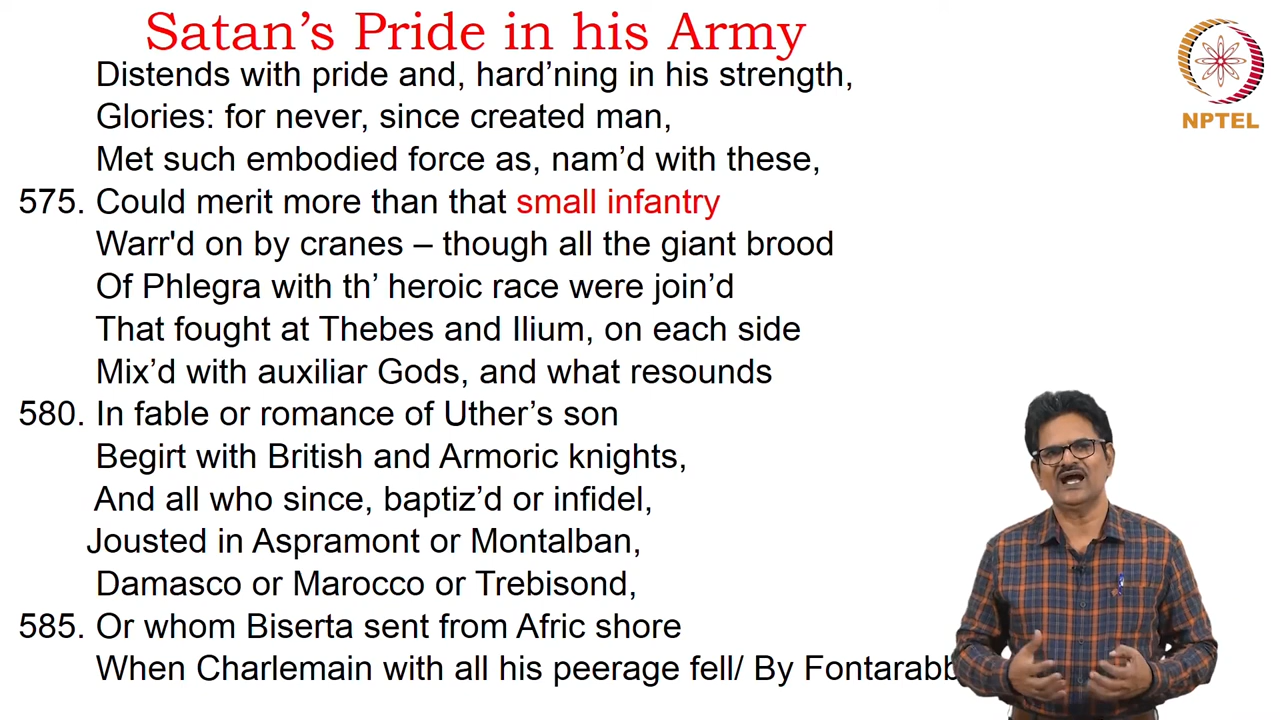 Satan's Pride in his Army
NPTEL
Distends with pride and, hard'ning in his strength,
Glories: for never, since created man,
Met such embodied force as, nam'd with these,
575. Could merit more than that small infantry
Warr'd on by cranes – though all the giant brood
Of Phlegra with th' heroic race were join'd
That fought at Thebes and Ilium, on each side
Mix'd with auxiliar Gods, and what resounds
580. In fable or romance of Uther's son
Begirt with British and Armoric knights,
And all who since, baptiz'd or infidel,
Jousted in Aspramont or Montalban,
Damasco or Marocco or Trebisond,
585. Or whom Biserta sent from Afric shore
When Charlemain with all his peerage fell/ By